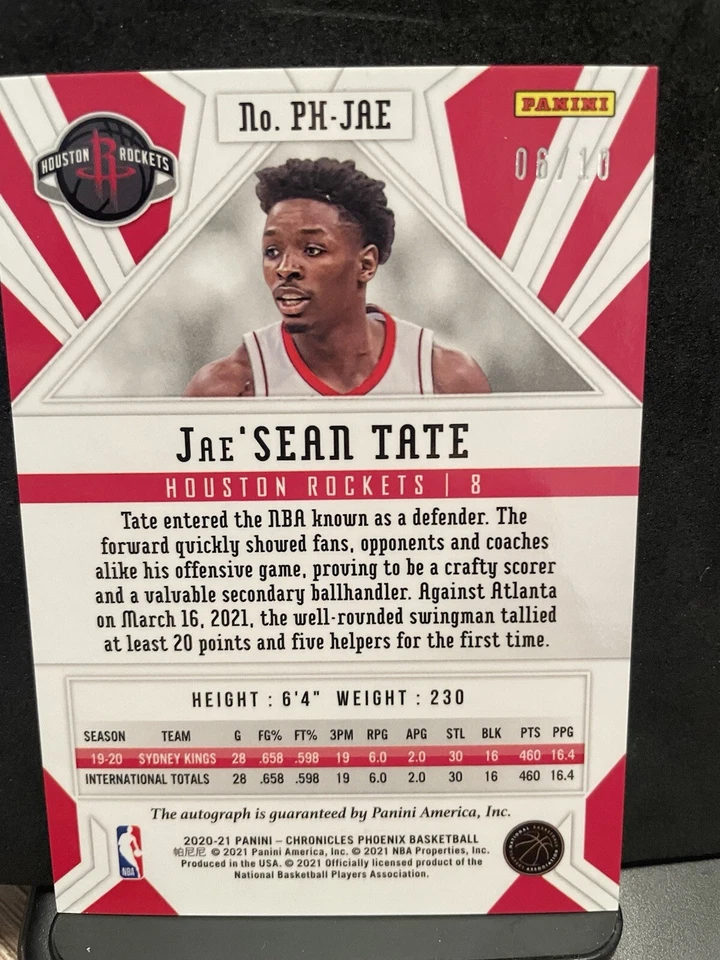 No. PH-JAE
PANINI
HOUSTON ROCKETS
06/10
JAE'SEAN TATE
HOUSTON ROCKETS | 8
Tate entered the NBA known as a defender. The
forward quickly showed fans, opponents and coaches
alike his offensive game, proving to be a crafty scorer
and a valvable secondary ballhandler. Against Atlanta
on March 16, 2021, the well-rounded swingman tallied
at least 20 points and five helpers for the first time.
HEIGHT : 6'4" WEIGHT : 230
SEASON TEAM G FG% FT% 3PM RPG APG STL BLK PTS PPG
19-20 SYDNEY KINGS 28 .658 .598 19 6.0 2.0 30 16 460 16.4
INTERNATIONAL TOTALS 28 .658 .598 19 6.0 2.0 30 16 460 16.4
The autograph is guaranteed by Panini America, Inc.
2020-21 PANINI – CHRONICLES PHOENIX BASKETBALL
帕尼尼 © 2021 Panini America, Inc. © 2021 NBA Properties, Inc.
Produced in the USA. © 2021 Officially licensed product of the
National Basketball Players Association.
NBA
NATIONAL BASKETBALL PLAYERS ASSOCIATION